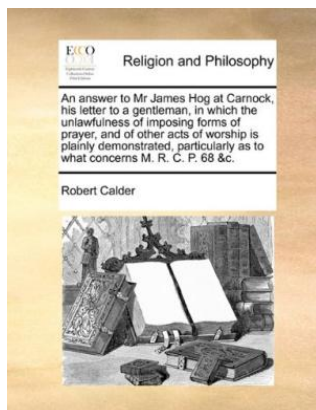 ECCO
Religion and Philosophy
An answer to Mr James Hog at Carnock,
his letter to a gentleman, in which the
unlawfulness of imposing forms of
prayer, and of other acts of worship is
plainly demonstrated, particularly as to
what concerns M. R. C. P. 68 &c.
Robert Calder